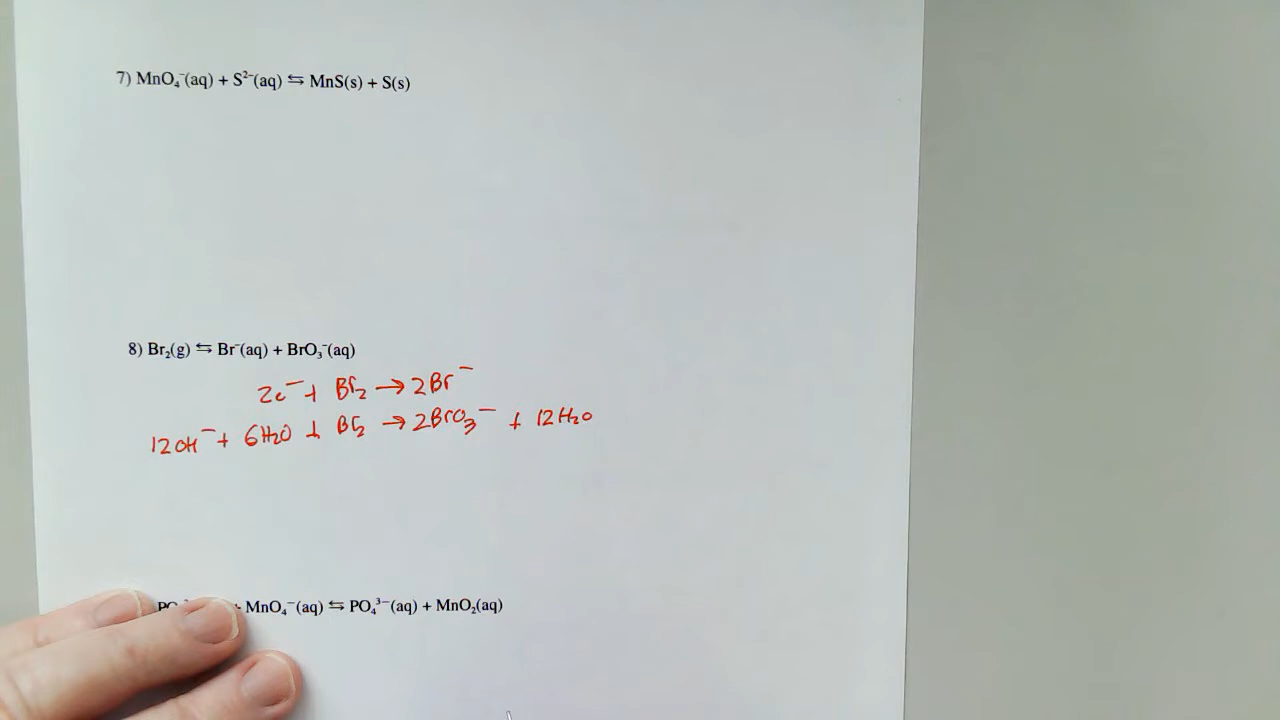 7) MnO₄⁻(aq) + S²⁻(aq) ⇆ MnS(s) + S(s)
8) Br₂(g) ⇆ Br⁻(aq) + BrO₃⁻(aq)
2e⁻ + Br₂ → 2Br⁻
12OH⁻ + 6H₂O + Br₂ → 2BrO₃⁻ + 12H₂O
MnO₄⁻(aq) ⇆ PO₄³⁻(aq) + MnO₂(aq)